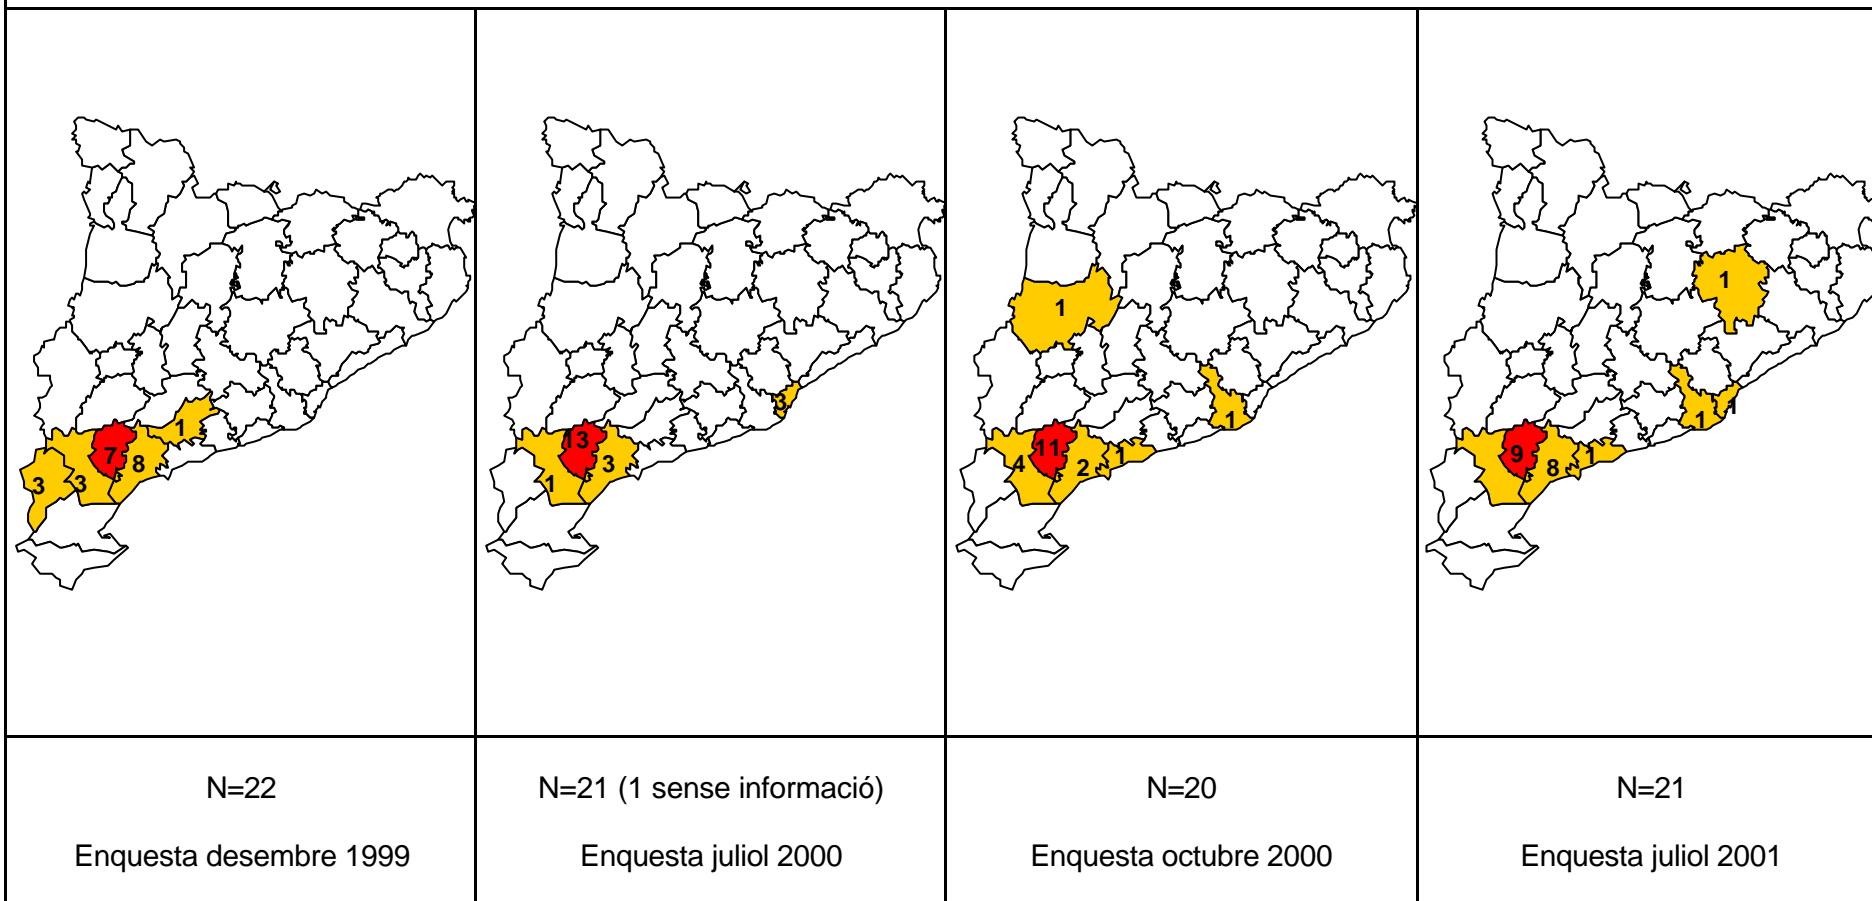 1
7
8
3
3
13
3
1
3
1
1
11
4
2
1
1
1
1
9
8
1
N=22
N=21 (1 sense informació)
N=20
N=21
Enquesta desembre 1999
Enquesta juliol 2000
Enquesta octubre 2000
Enquesta juliol 2001